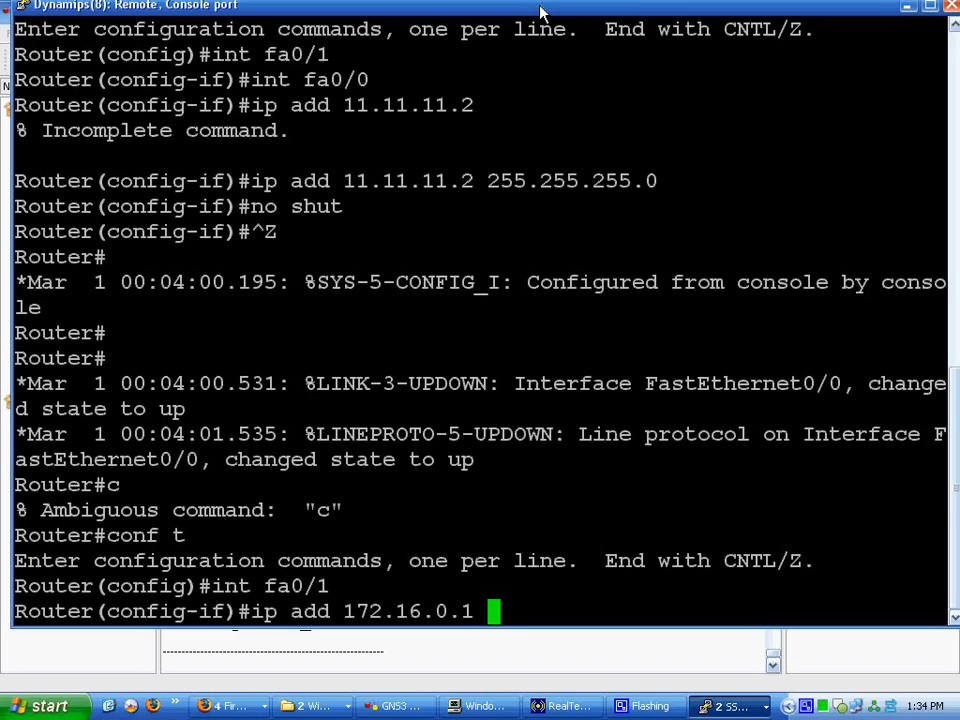 Dynamips(8): Remote, Console port
Enter configuration commands, one per line.  End with CNTL/Z.
Router(config)#int fa0/1
Router(config-if)#int fa0/0
Router(config-if)#ip add 11.11.11.2
% Incomplete command.
Router(config-if)#ip add 11.11.11.2 255.255.255.0
Router(config-if)#no shut
Router(config-if)#^Z
Router#
*Mar  1 00:04:00.195: %SYS-5-CONFIG_I: Configured from console by conso
le
Router#
Router#
*Mar  1 00:04:00.531: %LINK-3-UPDOWN: Interface FastEthernet0/0, change
d state to up
*Mar  1 00:04:01.535: %LINEPROTO-5-UPDOWN: Line protocol on Interface F
astEthernet0/0, changed state to up
Router#c
% Ambiguous command:  "c"
Router#conf t
Enter configuration commands, one per line.  End with CNTL/Z.
Router(config)#int fa0/1
Router(config-if)#ip add 172.16.0.1
start
4 Firef...
2 Wi...
GNS3 ...
Windo...
RealTe...
Flashing
2 SS...
1:34 PM